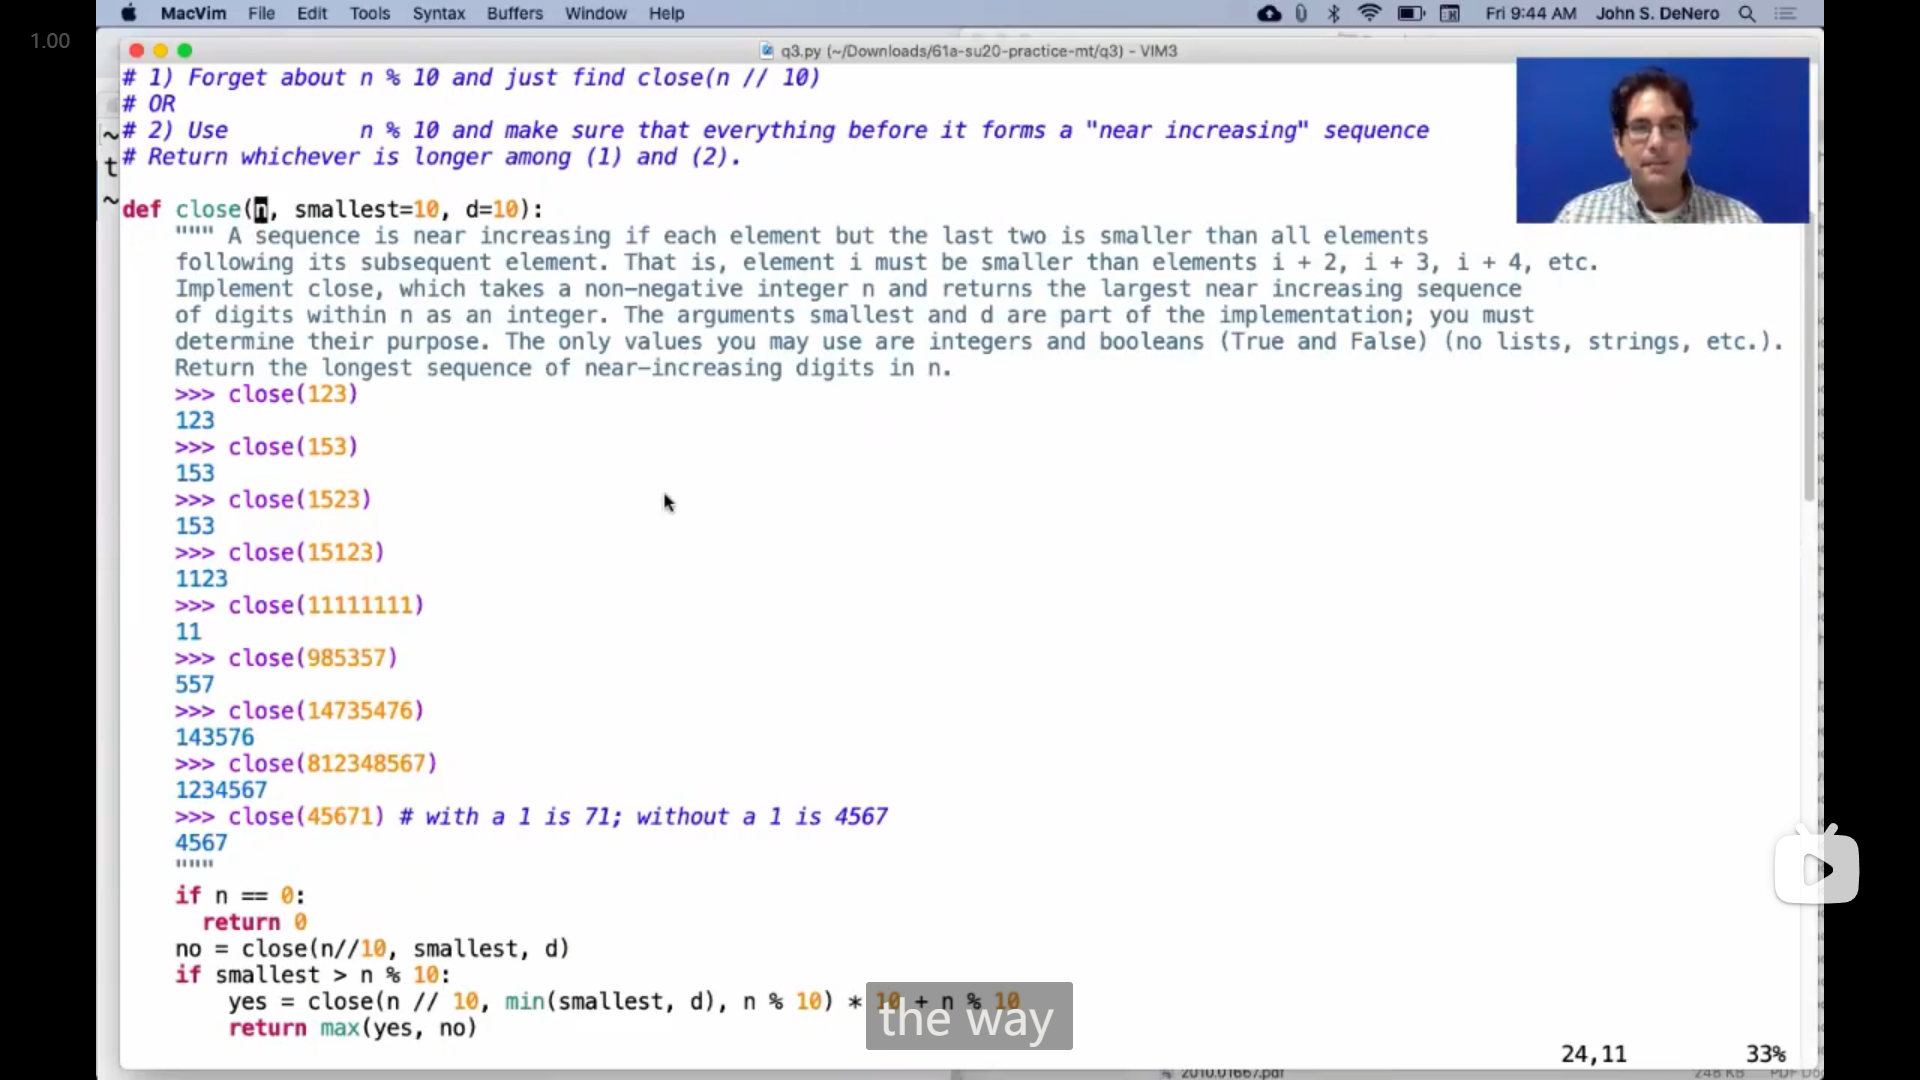 1.00
MacVim File Edit Tools Syntax Buffers Window Help Fri 9:44 AM John S. DeNero
q3.py (~/Downloads/61a-su20-practice-mt/q3) - VIM3
# 1) Forget about n % 10 and just find close(n // 10)
# OR
# 2) Use n % 10 and make sure that everything before it forms a "near increasing" sequence
# Return whichever is longer among (1) and (2).
def close(n, smallest=10, d=10):
""" A sequence is near increasing if each element but the last two is smaller than all elements
following its subsequent element. That is, element i must be smaller than elements i + 2, i + 3, i + 4, etc.
Implement close, which takes a non-negative integer n and returns the largest near increasing sequence
of digits within n as an integer. The arguments smallest and d are part of the implementation; you must
determine their purpose. The only values you may use are integers and booleans (True and False) (no lists, strings, etc.).
Return the longest sequence of near-increasing digits in n.
>>> close(123)
123
>>> close(153)
153
>>> close(1523)
153
>>> close(15123)
1123
>>> close(11111111)
11
>>> close(985357)
557
>>> close(14735476)
143576
>>> close(812348567)
1234567
>>> close(45671) # with a 1 is 71; without a 1 is 4567
4567
"""
if n == 0:
return 0
no = close(n//10, smallest, d)
if smallest > n % 10:
yes = close(n // 10, min(smallest, d), n % 10) * 10 + n % 10
return max(yes, no)
the way
24,11 33%
2010.01667.pdf